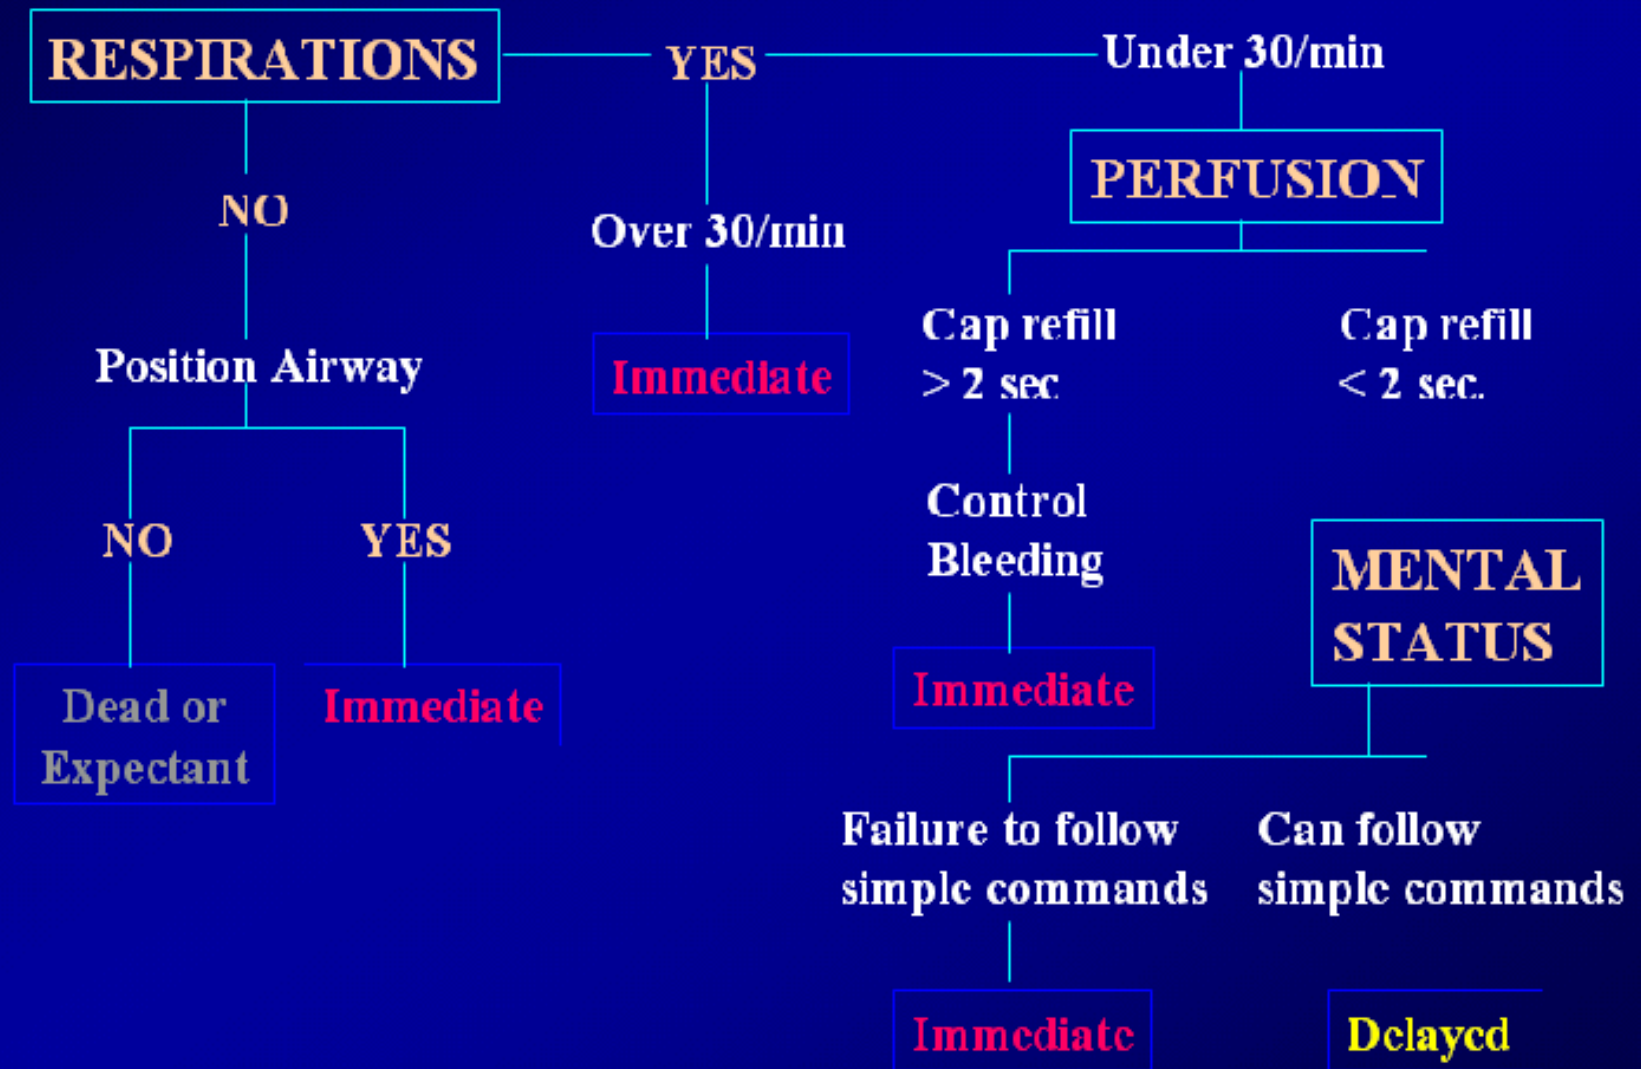 RESPIRATIONS
YES
Under 30/min
PERFUSION
NO
Over 30/min
Cap refill
> 2 sec
Cap refill
< 2 sec.
Position Airway
Immediate
Control
Bleeding
NO
YES
MENTAL
STATUS
Dead or
Expectant
Immediate
Immediate
Failure to follow
simple commands
Can follow
simple commands
Immediate
Delayed